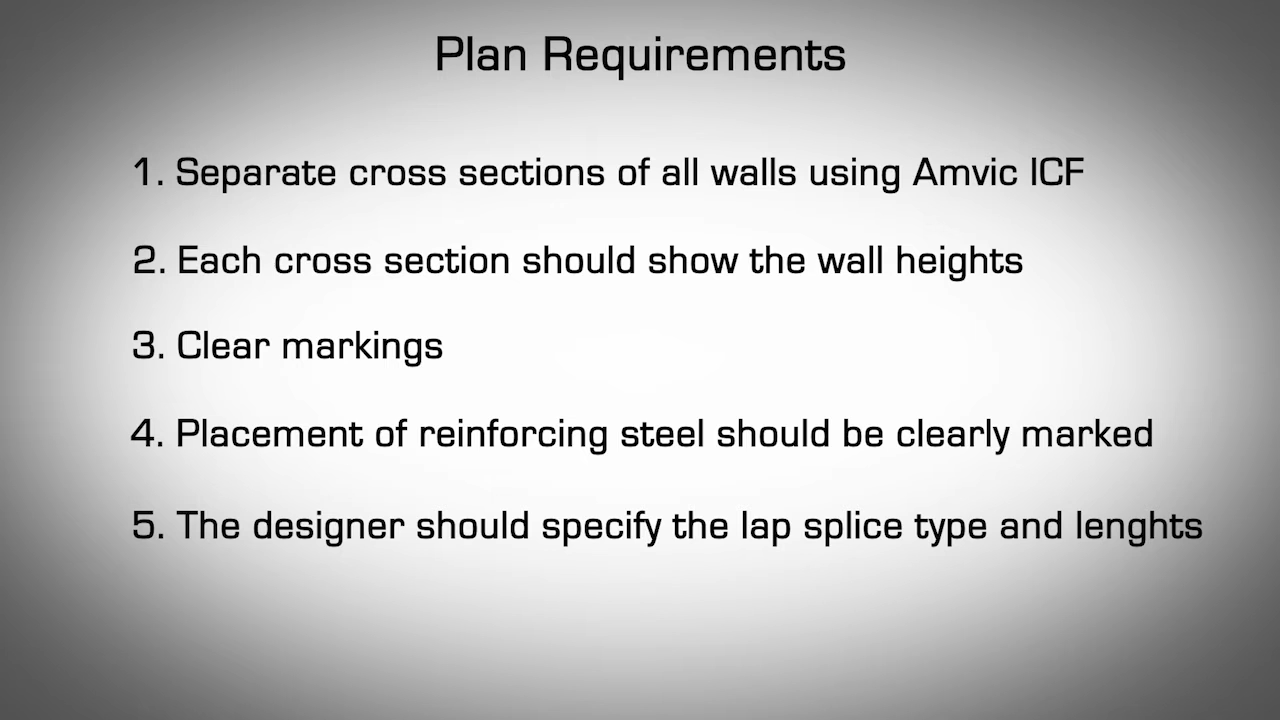 Plan Requirements
1. Separate cross sections of all walls using Amvic ICF
2. Each cross section should show the wall heights
3. Clear markings
4. Placement of reinforcing steel should be clearly marked
5. The designer should specify the lap splice type and lenghts